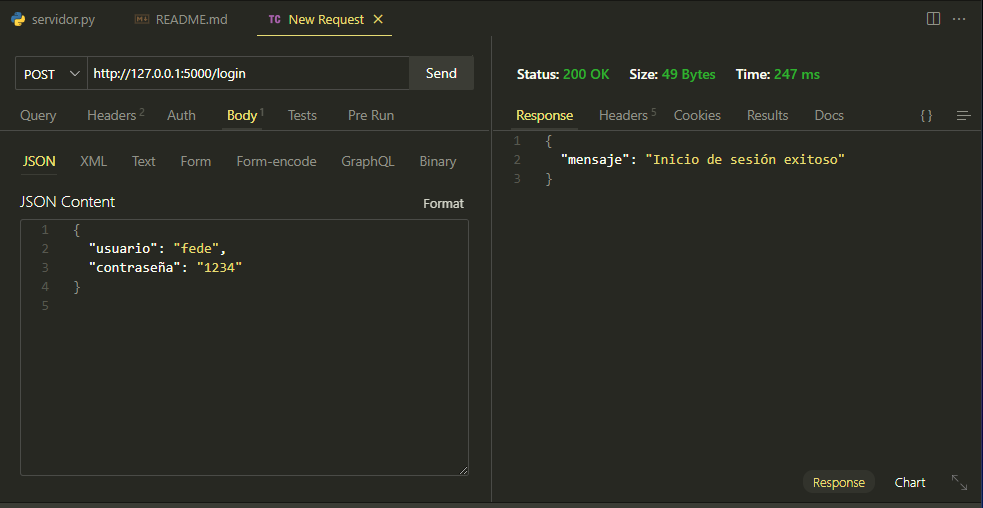 servidor.py README.md TC New Request
POST http://127.0.0.1:5000/login Send
Query Headers 2 Auth Body 1 Tests Pre Run
JSON XML Text Form Form-encode GraphQL Binary
JSON Content Format
1 {
2 "usuario": "fede",
3 "contraseña": "1234"
4 }
5
Status: 200 OK Size: 49 Bytes Time: 247 ms
Response Headers 5 Cookies Results Docs { }
1 {
2 "mensaje": "Inicio de sesión exitoso"
3 }
Response Chart